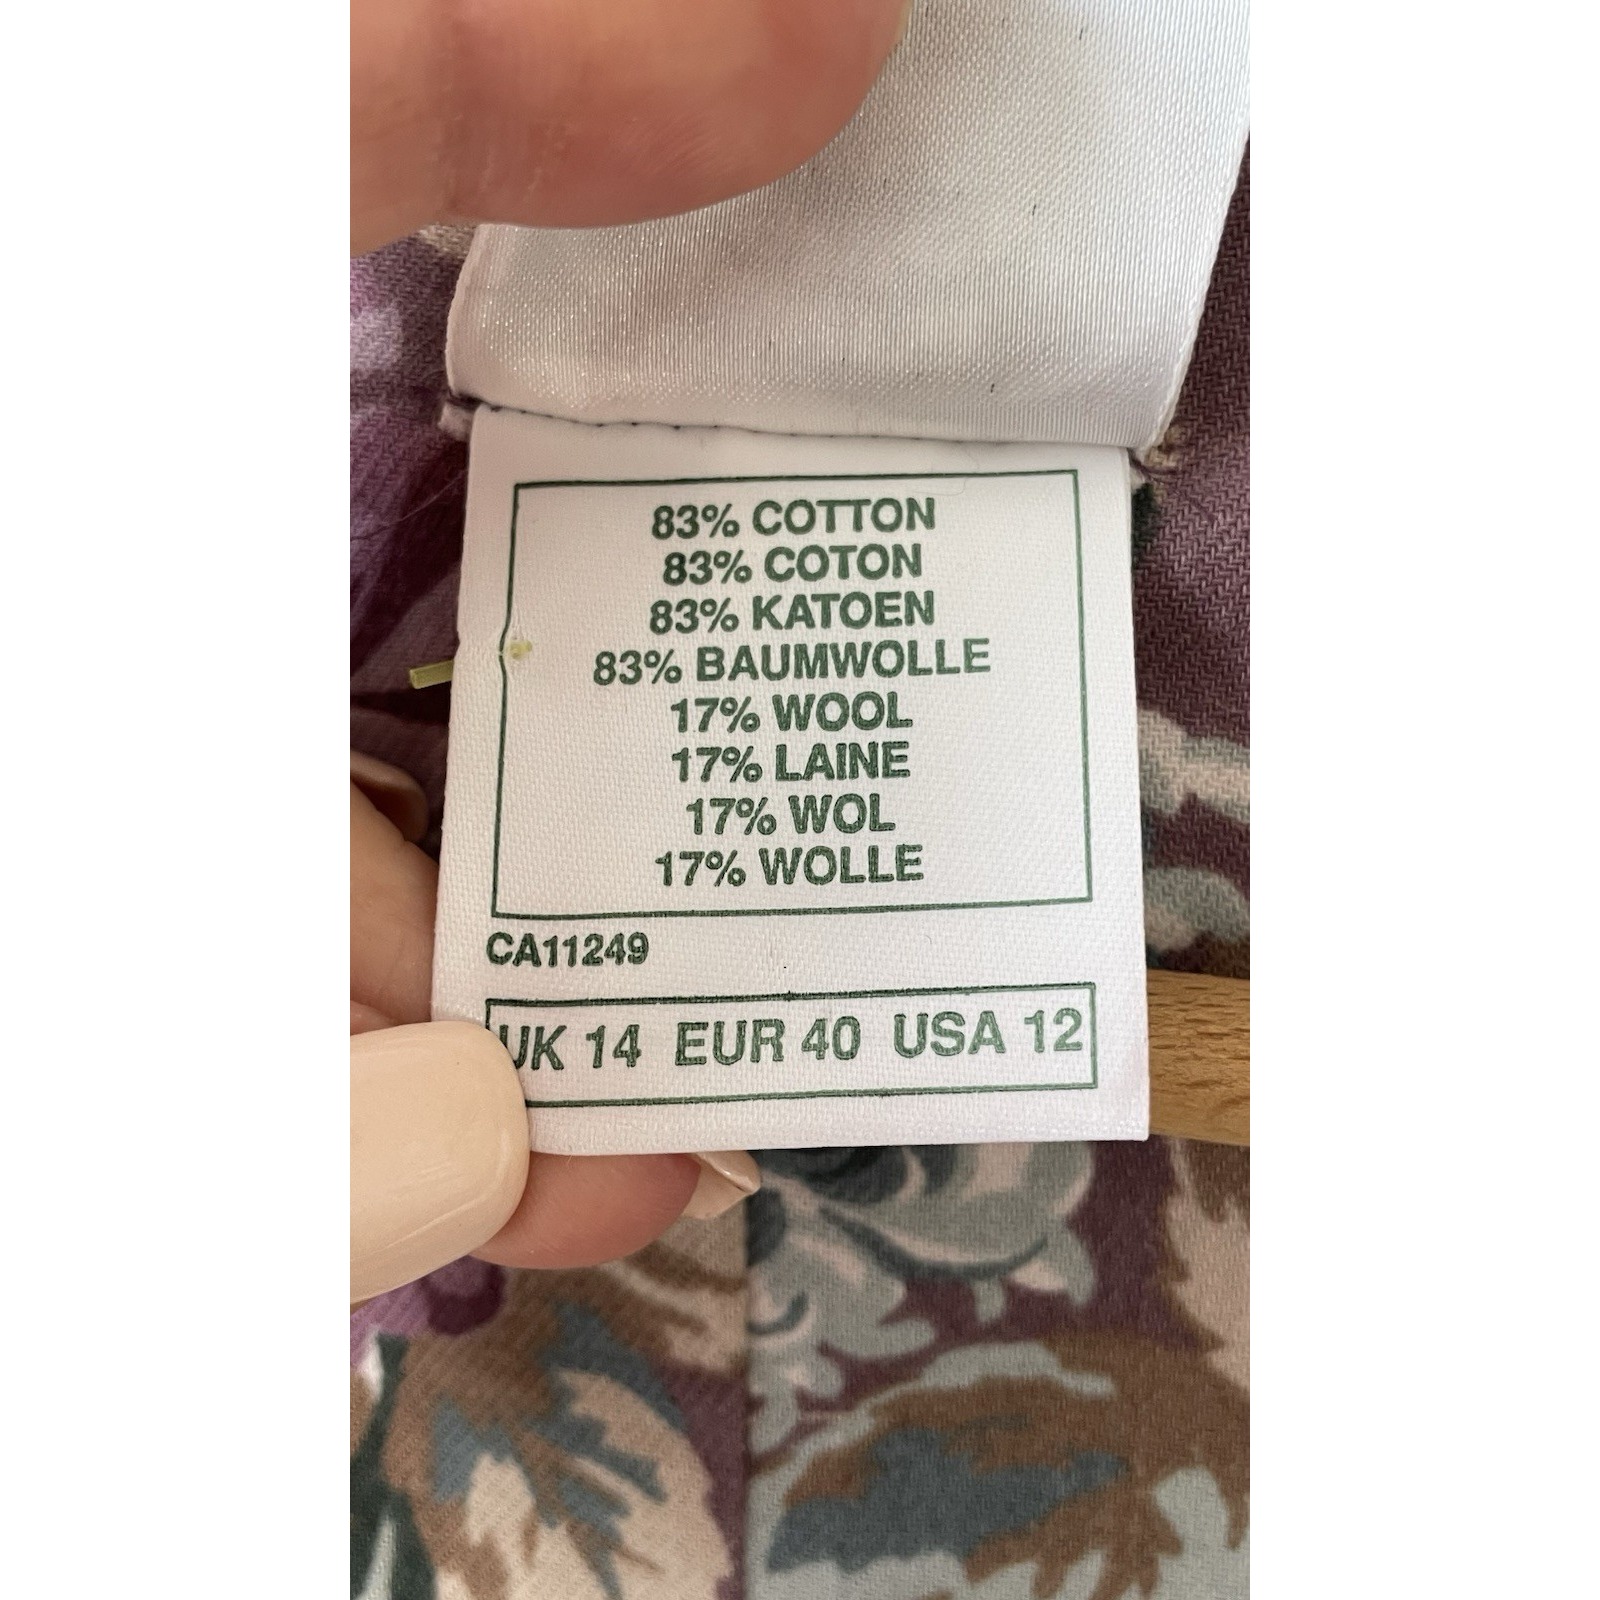 83% COTTON
83% COTON
83% KATOEN
83% BAUMWOLLE
17% WOOL
17% LAINE
17% WOL
17% WOLLE
CA11249
UK 14 EUR 40 USA 12